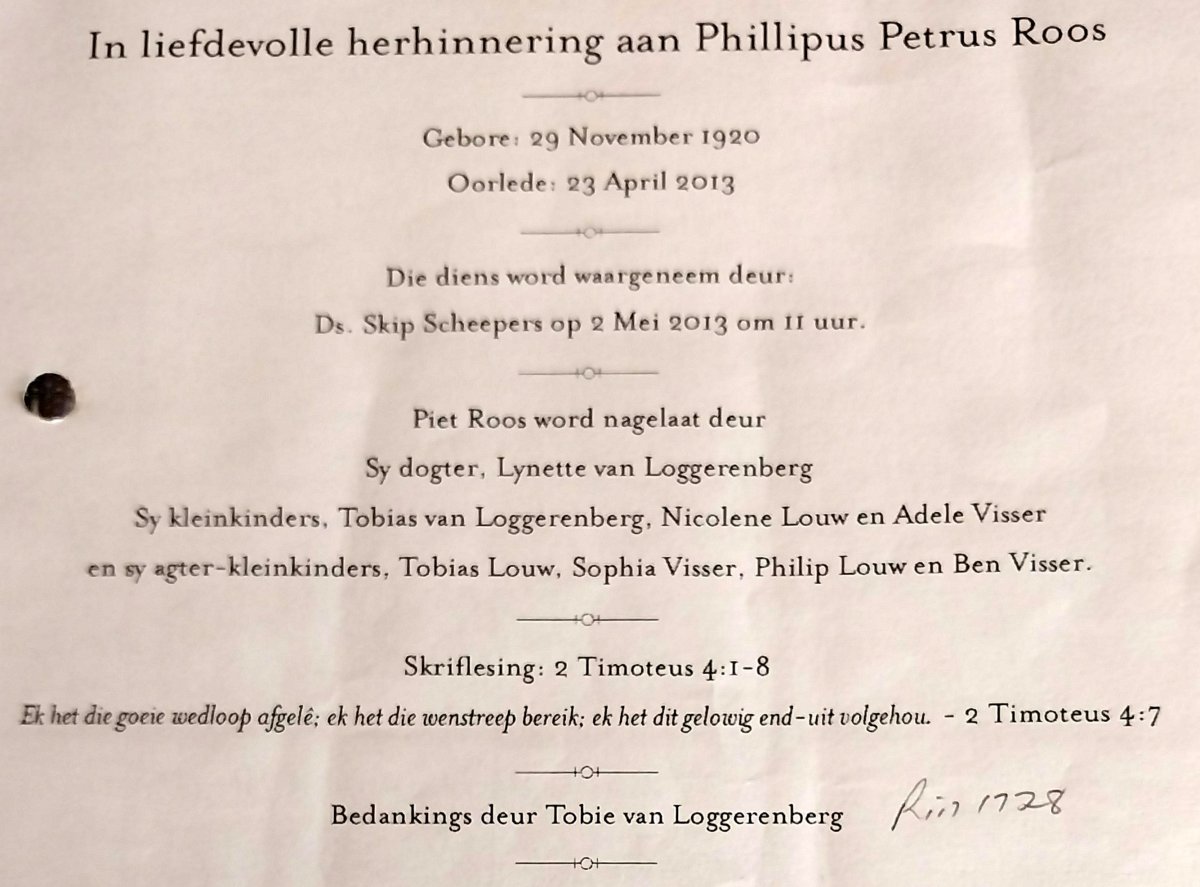 In liefdevolle herhinnering aan Phillipus Petrus Roos
Gebore: 29 November 1920
Oorlede: 23 April 2013
Die diens word waargeneem deur:
Ds. Skip Scheepers op 2 Mei 2013 om 11 uur.
Piet Roos word nagelaat deur
Sy dogter, Lynette van Loggerenberg
Sy kleinkinders, Tobias van Loggerenberg, Nicolene Louw en Adele Visser
en sy agter-kleinkinders, Tobias Louw, Sophia Visser, Philip Louw en Ben Visser.
Skriflesing: 2 Timoteus 4:1-8
Ek het die goeie wedloop afgelê; ek het die wenstreep bereik; ek het dit gelowig end-uit volgehou. - 2 Timoteus 4:7
Bedankings deur Tobie van Loggerenberg
1728